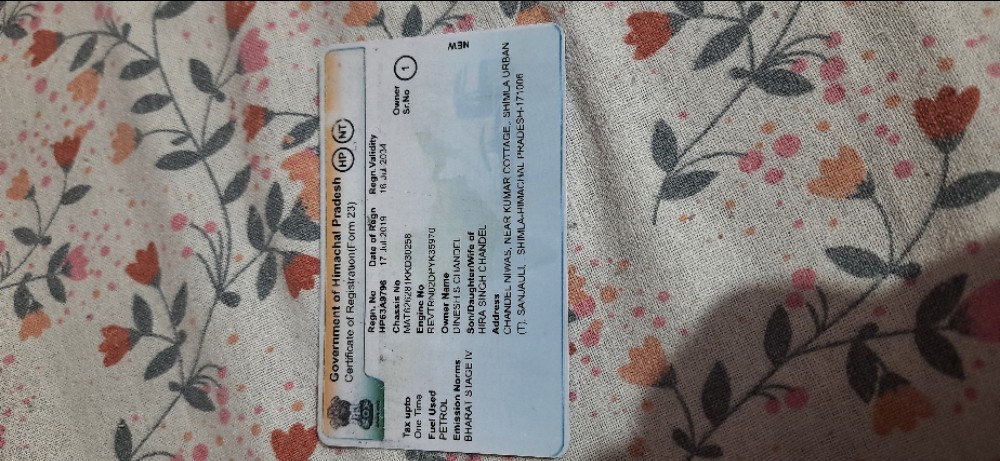 Government of Himachal Pradesh HP NT
Certificate of Registration(Form 23)
Regn. No Date of Regn Regn.Validity Owner
HP63A9796 17 Jul 2019 16 Jul 2034 Sr.No 1
Chassis No
MAT626281KKD30258
Engine No
REVTRN02DPYK35970
Owner Name
DINESH S CHANDEL
Son/Daughter/Wife of
HIRA SINGH CHANDEL
Address
CHANDEL NIWAS, NEAR KUMAR COTTAGE, SHIMLA URBAN
(T), SANJAULI, SHIMLA-HIMACHAL PRADESH-171006
Tax upto
One Time
Fuel Used
PETROL
Emission Norms
BHARAT STAGE IV
NEW